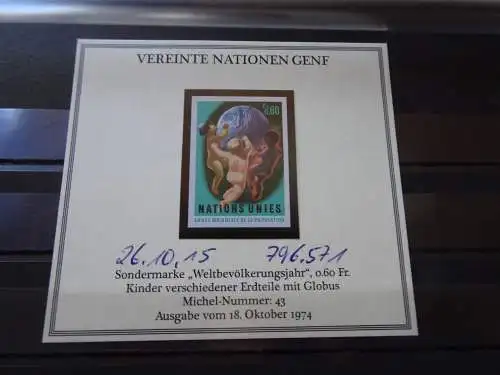 VEREINTE NATIONEN GENF
0.60
NATIONS UNIES
ANNÉE MONDIALE DE LA POPULATION
26.10.15 796.571
Sondermarke „Weltbevölkerungsjahr“, 0.60 Fr.
Kinder verschiedener Erdteile mit Globus
Michel-Nummer: 43
Ausgabe vom 18. Oktober 1974